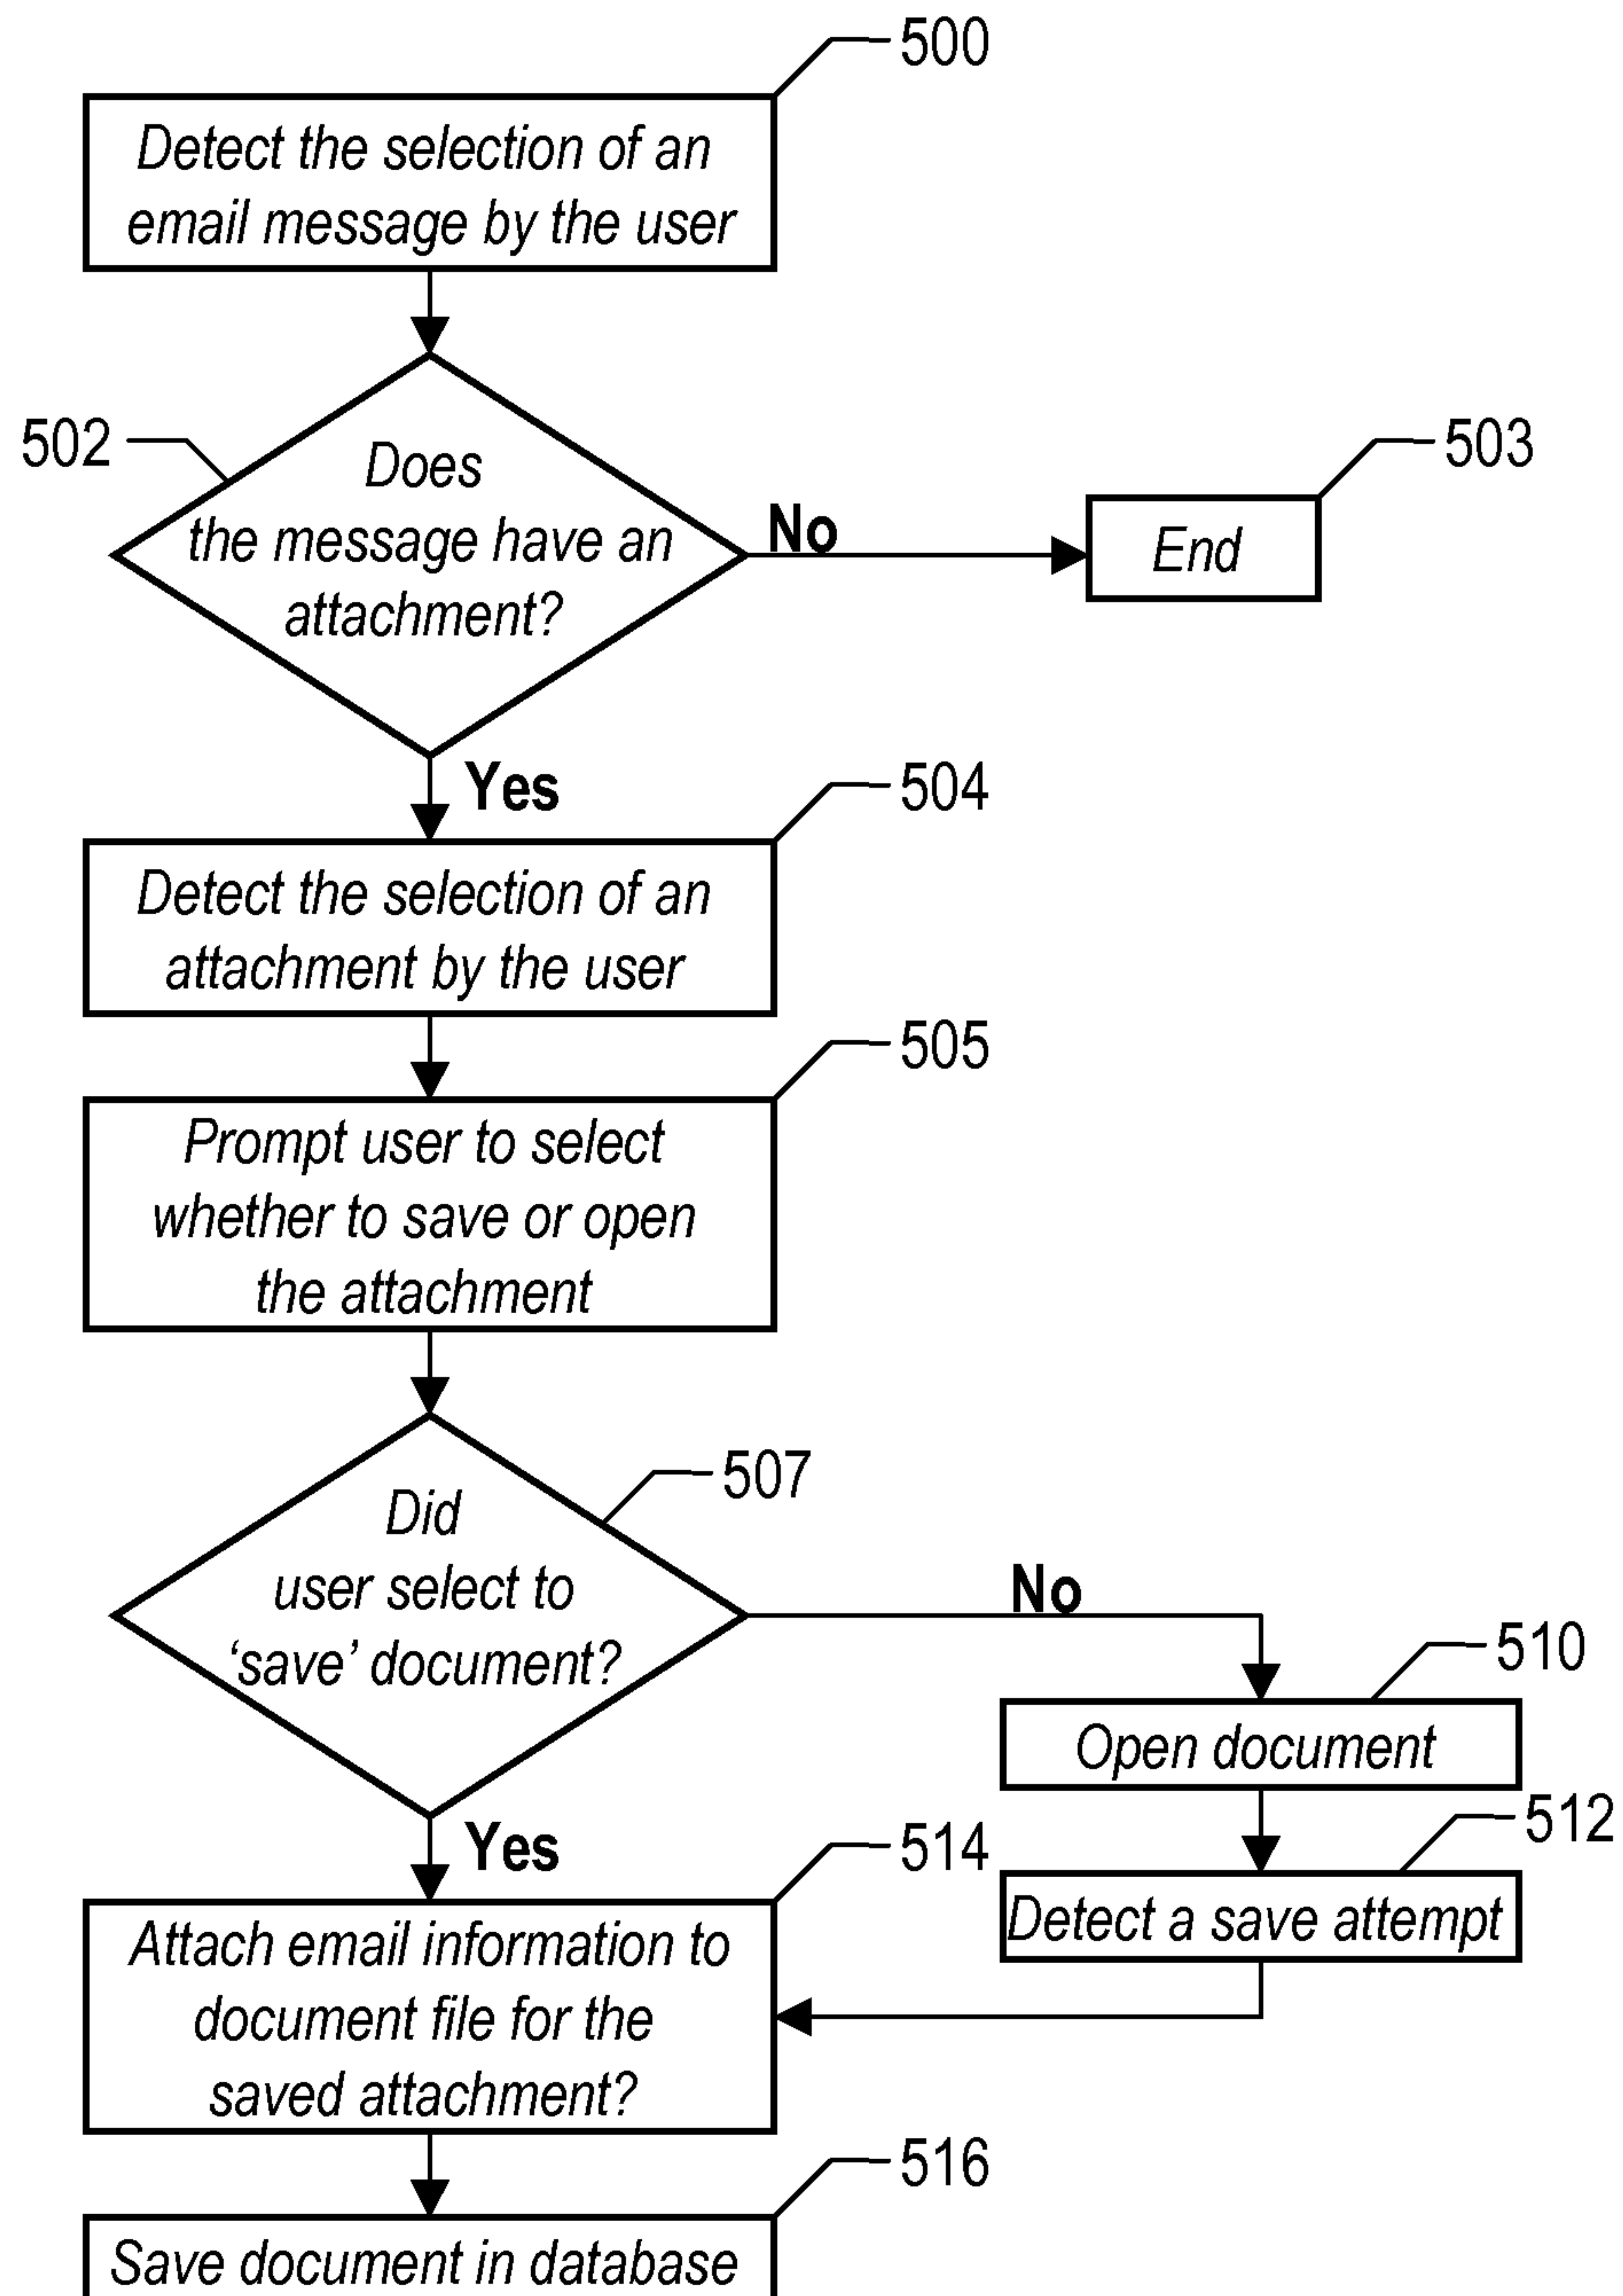 500
Detect the selection of an
email message by the user
502
Does
the message have an
attachment?
No
503
End
Yes
504
Detect the selection of an
attachment by the user
505
Prompt user to select
whether to save or open
the attachment
507
Did
user select to
‘save’ document?
No
510
Open document
512
Detect a save attempt
Yes
514
Attach email information to
document file for the
saved attachment?
516
Save document in database